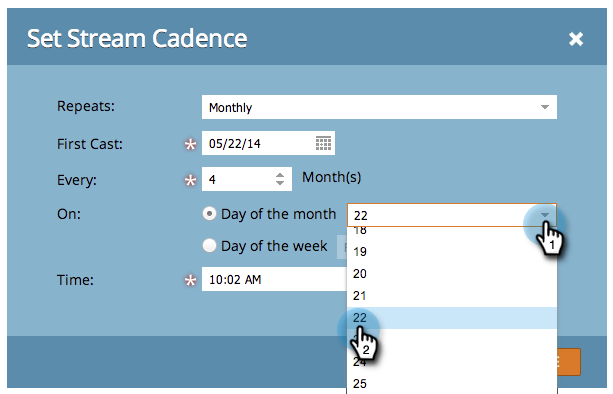 Set Stream Cadence
Repeats: Monthly
First Cast: * 05/22/14
Every: * 4 Month(s)
On: Day of the month 22
18
Day of the week
19
20
Time: * 10:02 AM
21
22
2
24
25
1